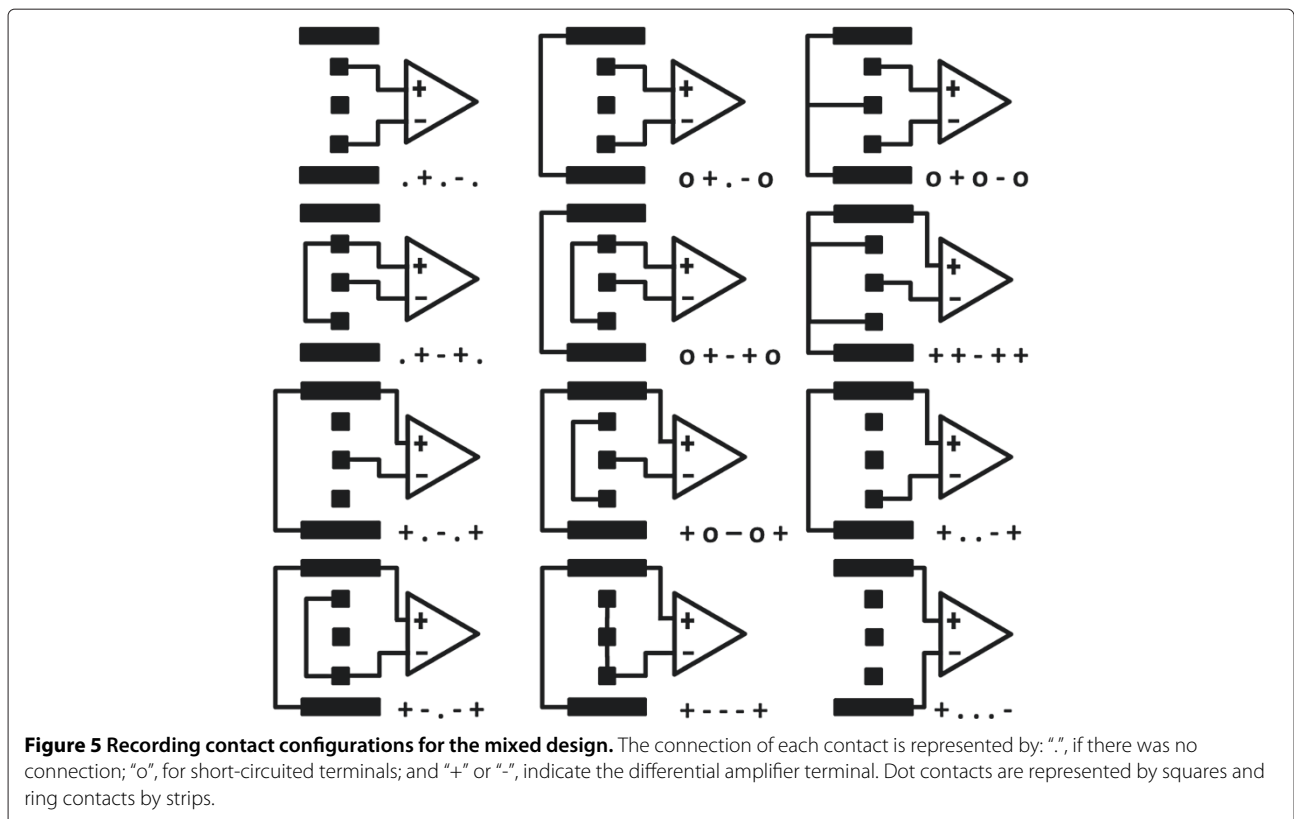 +
−
. + . - .
+
−
o + . - o
+
−
o + o - o
+
−
. + - + .
+
−
o + - + o
+
−
+ + - + +
+
−
+ . - . +
+
−
+ o – o +
+
−
+ . . - +
+
−
+ - . - +
+
−
+ - - - +
+
−
+ . . . -
Figure 5 Recording contact configurations for the mixed design. The connection of each contact is represented by: “.”, if there was no
connection; “o”, for short-circuited terminals; and “+” or “-”, indicate the differential amplifier terminal. Dot contacts are represented by squares and
ring contacts by strips.